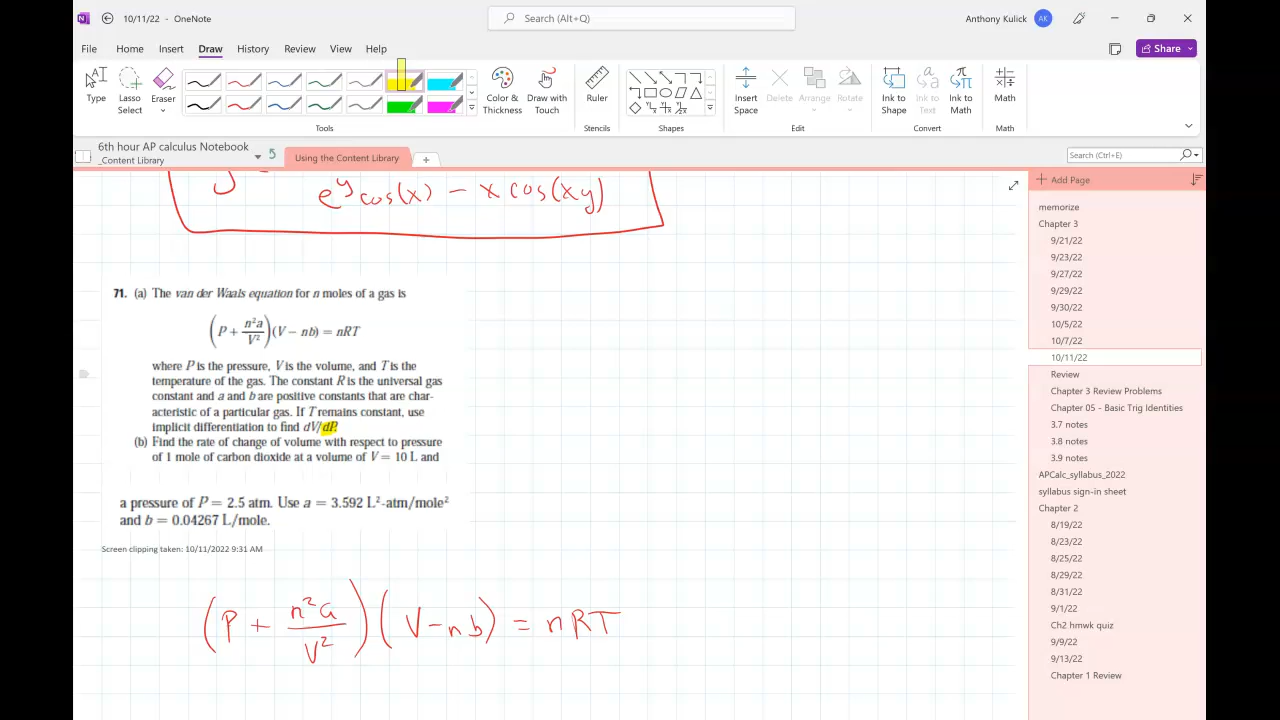 10/11/22 - OneNote
Search (Alt+Q)
Anthony Kulick
AK
File Home Insert Draw History Review View Help
Share
Type
Lasso Select
Eraser
Color & Thickness
Draw with Touch
Ruler
Insert Space
Delete
Arrange
Rotate
Ink to Shape
Ink to Text
Ink to Math
Math
Tools
Stencils
Shapes
Edit
Convert
Math
6th hour AP calculus Notebook
_Content Library
Using the Content Library
Search (Ctrl+E)
e^y cos(x) - x cos(xy)
71. (a) The van der Waals equation for n moles of a gas is
(P + n²a/V²)(V − nb) = nRT
where P is the pressure, V is the volume, and T is the
temperature of the gas. The constant R is the universal gas
constant and a and b are positive constants that are char-
acteristic of a particular gas. If T remains constant, use
implicit differentiation to find dV/dP.
(b) Find the rate of change of volume with respect to pressure
of 1 mole of carbon dioxide at a volume of V = 10 L and
a pressure of P = 2.5 atm. Use a = 3.592 L²-atm/mole²
and b = 0.04267 L/mole.
Screen clipping taken: 10/11/2022 9:31 AM
(P + n²a/V²)(V − nb) = nRT
Add Page
memorize
Chapter 3
9/21/22
9/23/22
9/27/22
9/29/22
9/30/22
10/5/22
10/7/22
10/11/22
Review
Chapter 3 Review Problems
Chapter 05 - Basic Trig Identities
3.7 notes
3.8 notes
3.9 notes
APCalc_syllabus_2022
syllabus sign-in sheet
Chapter 2
8/19/22
8/23/22
8/25/22
8/29/22
8/31/22
9/1/22
Ch2 hmwk quiz
9/9/22
9/13/22
Chapter 1 Review